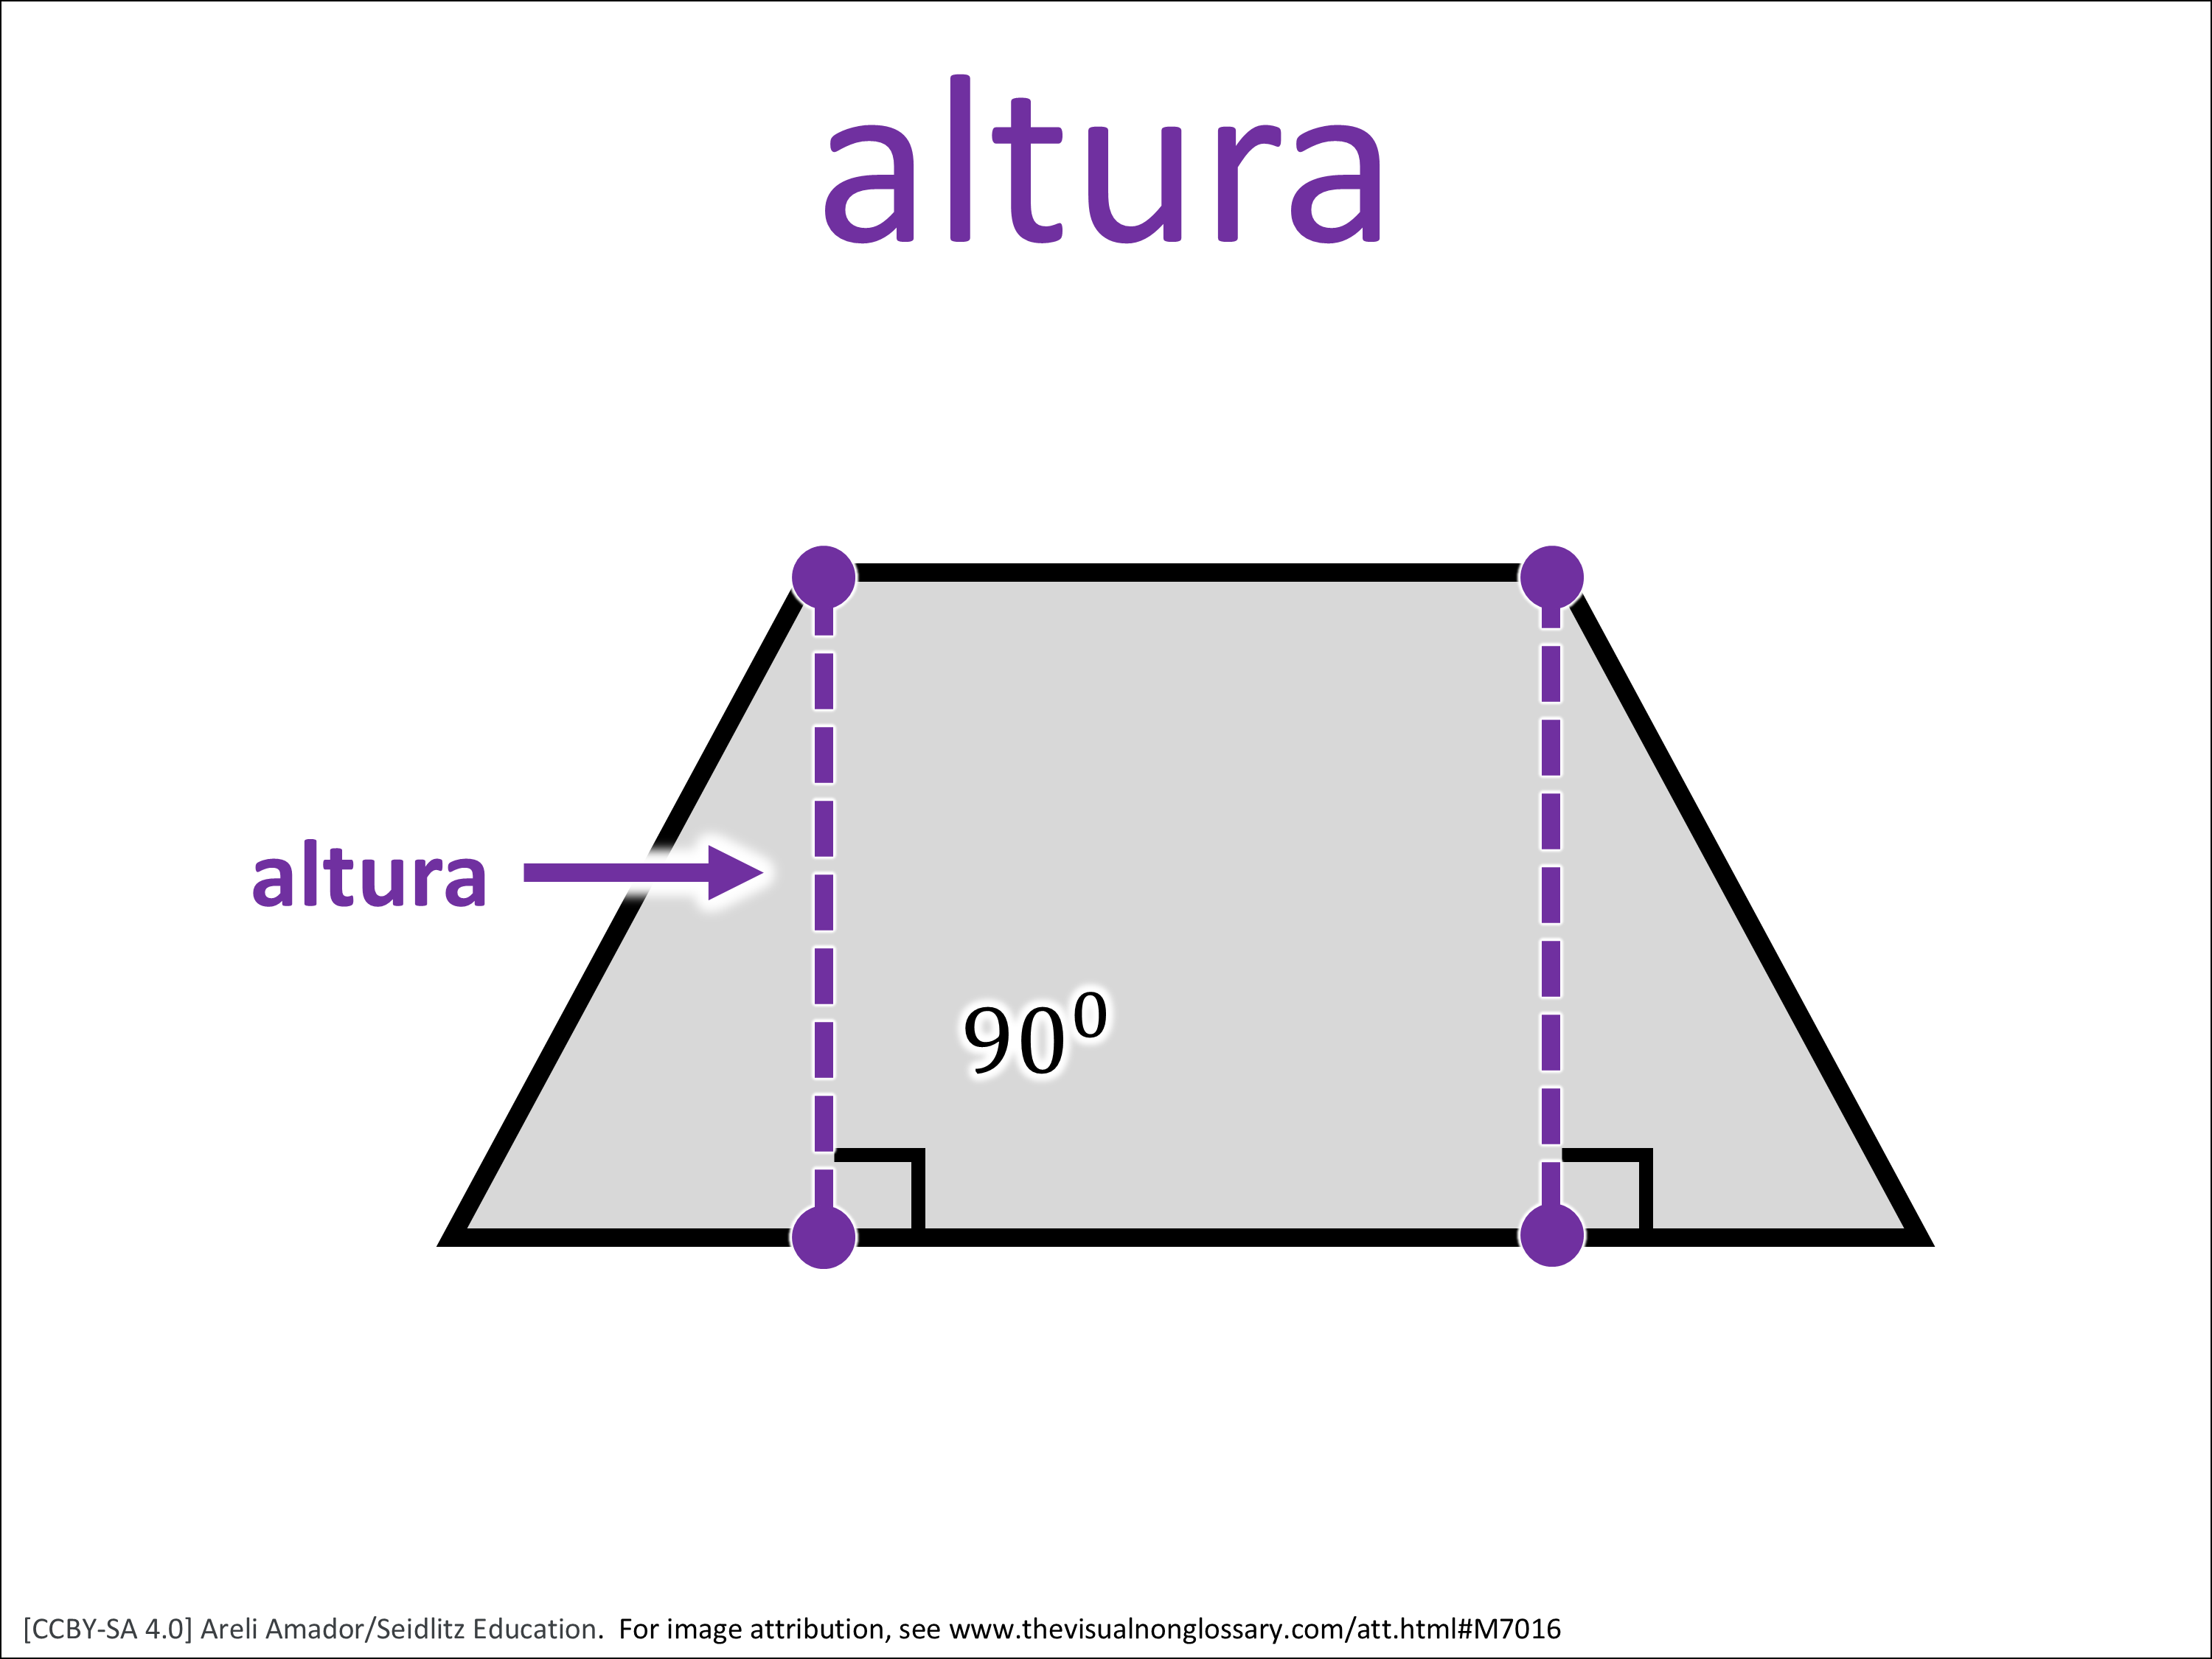 altura
altura
90⁰
[CCBY-SA 4.0] Areli Amador/Seidlitz Education.  For image attribution, see www.thevisualnonglossary.com/att.html#M7016